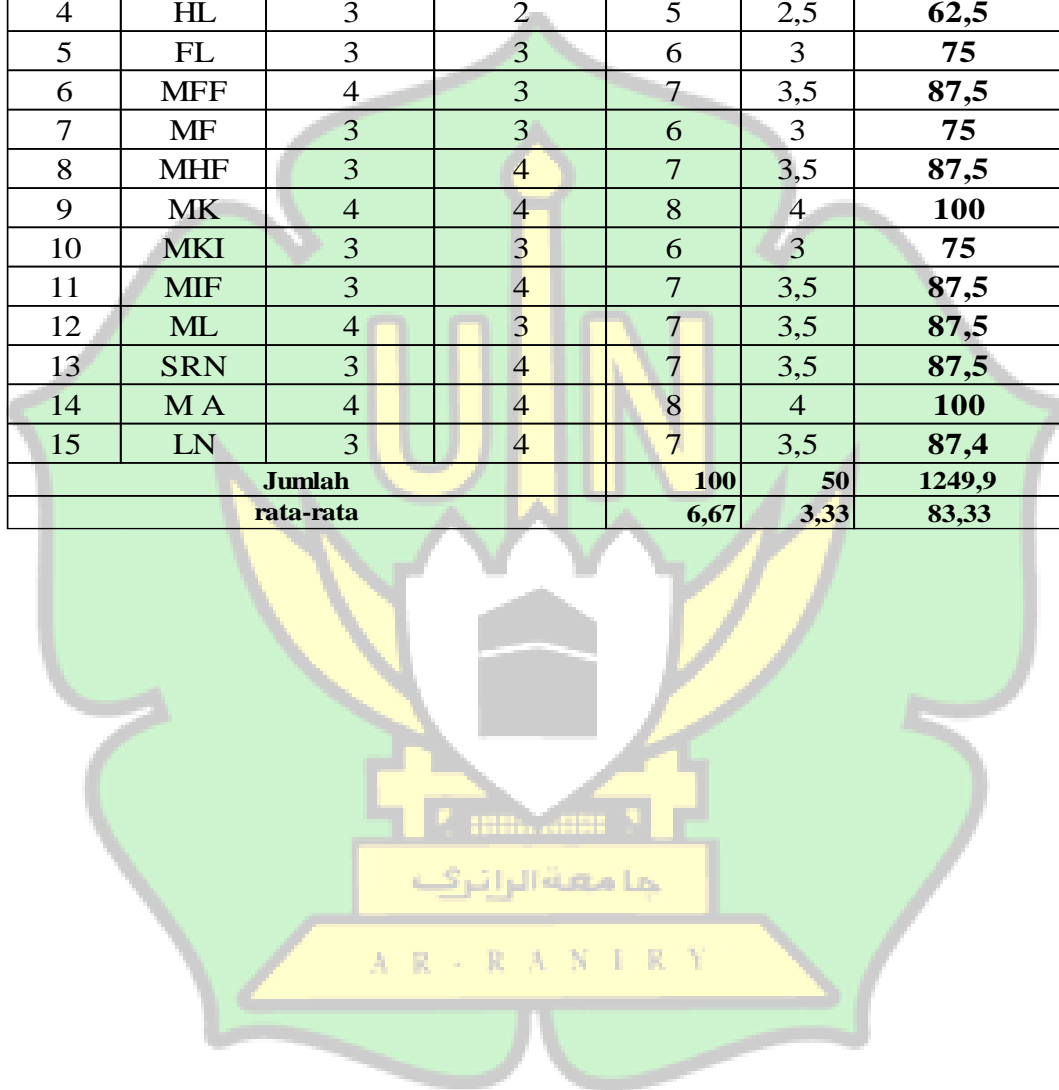 4 HL 3 2 5 2,5 62,5
5 FL 3 3 6 3 75
6 MFF 4 3 7 3,5 87,5
7 MF 3 3 6 3 75
8 MHF 3 4 7 3,5 87,5
9 MK 4 4 8 4 100
10 MKI 3 3 6 3 75
11 MIF 3 4 7 3,5 87,5
12 ML 4 3 7 3,5 87,5
13 SRN 3 4 7 3,5 87,5
14 M A 4 4 8 4 100
15 LN 3 4 7 3,5 87,4
Jumlah 100 50 1249,9
rata-rata 6,67 3,33 83,33
UIN
جامعة الرانري
AR-RANIRY